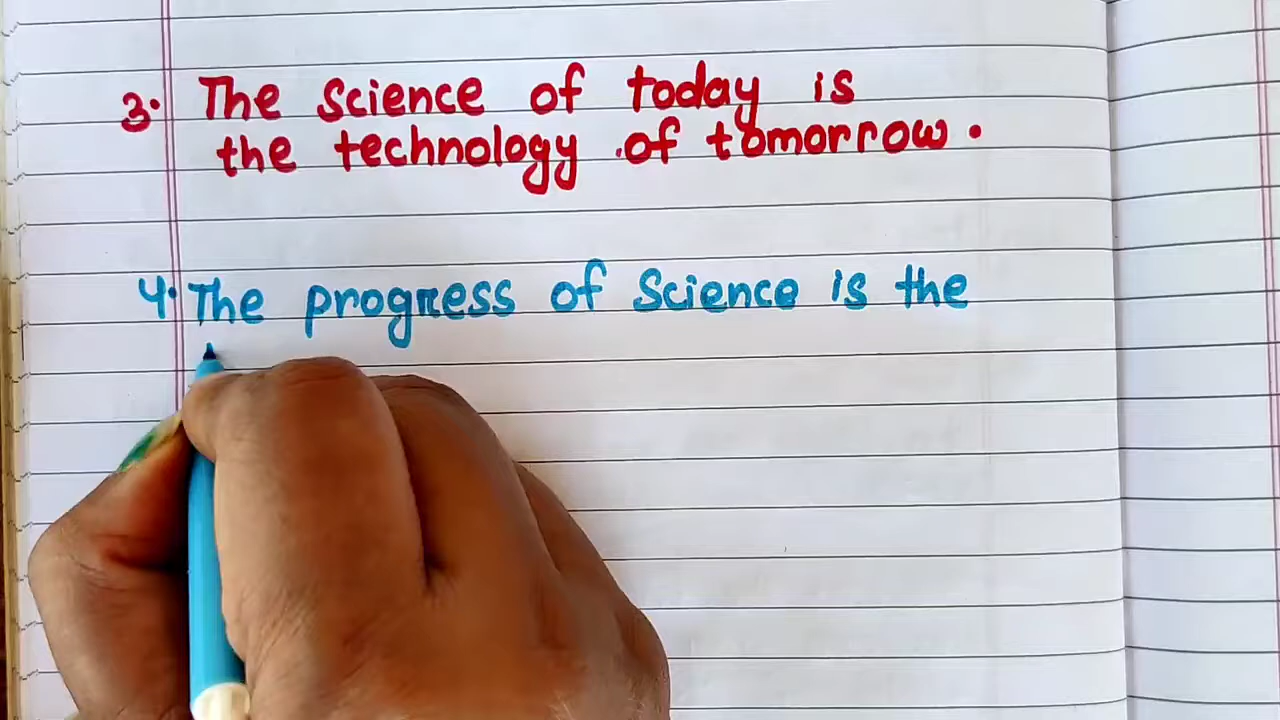 3. The Science of today is
the technology of tomorrow.
4. The progress of Science is the